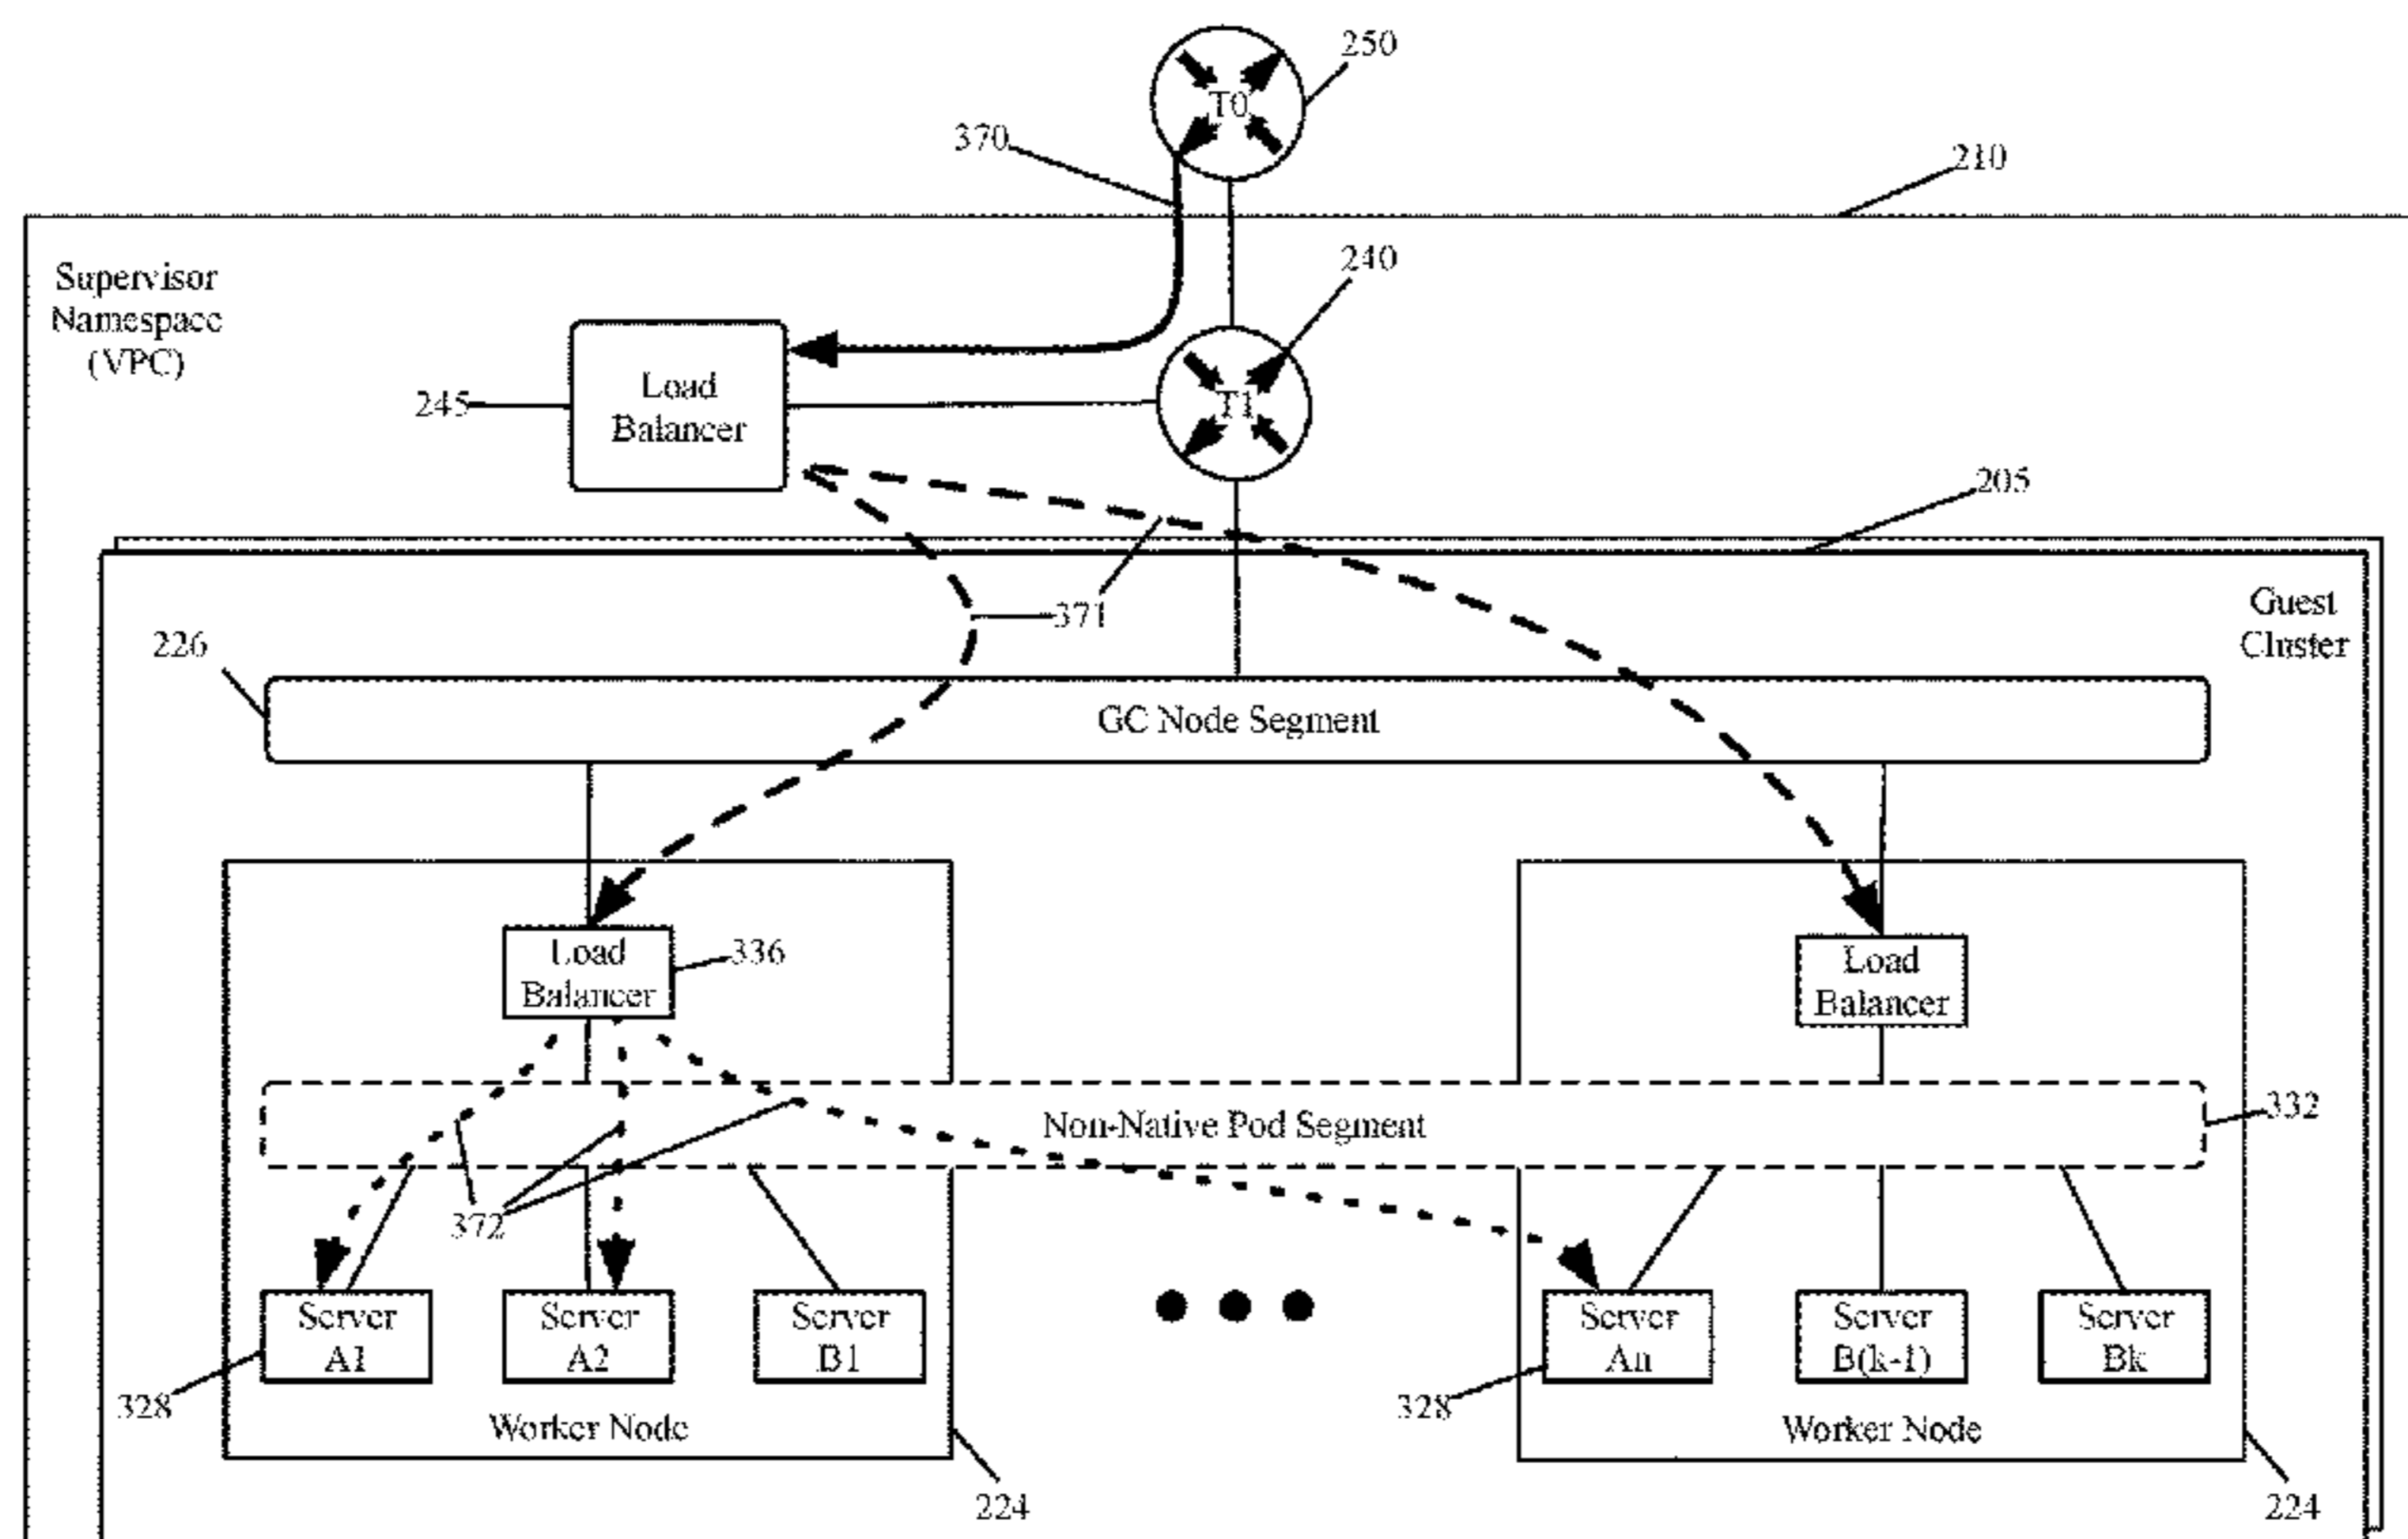 250
T0
370
210
Supervisor
Namespace
(VPC)
240
245
Load
Balancer
T1
205
371
Guest
Cluster
226
GC Node Segment
Load
Balancer
336
Load
Balancer
Non-Native Pod Segment
332
372
Server
A1
Server
A2
Server
B1
Server
An
Server
B(k-1)
Server
Bk
328
328
Worker Node
Worker Node
224
224